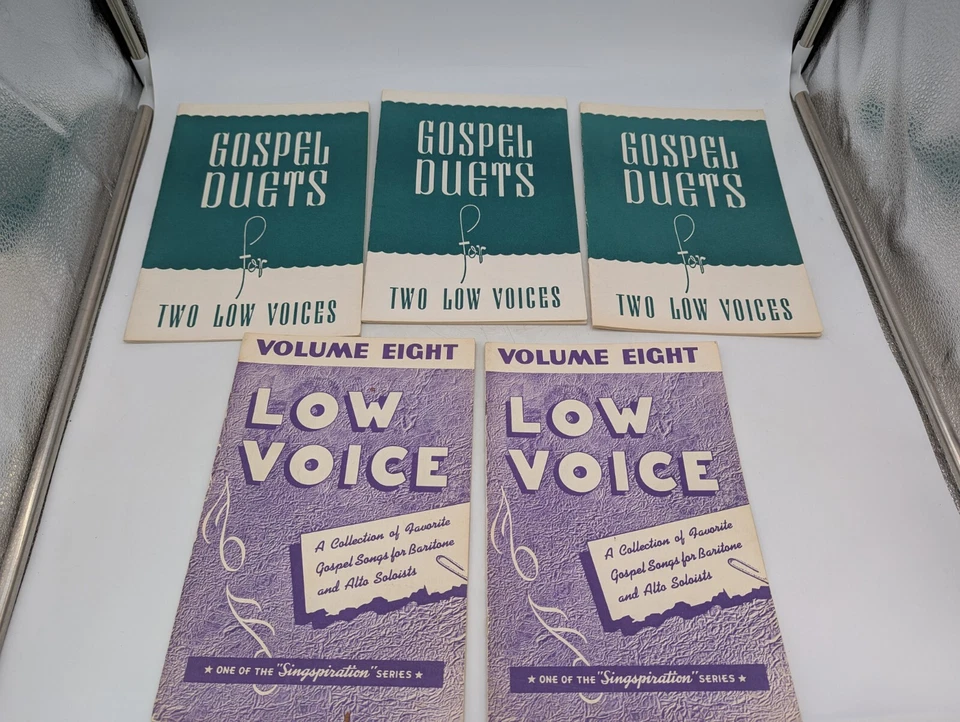 GOSPEL
DUETS
for
TWO LOW VOICES
GOSPEL
DUETS
for
TWO LOW VOICES
GOSPEL
DUETS
for
TWO LOW VOICES
VOLUME EIGHT
LOW
VOICE
A Collection of Favorite
Gospel Songs for Baritone
and Alto Soloists
★ ONE OF THE "Singspiration" SERIES ★
VOLUME EIGHT
LOW
VOICE
A Collection of Favorite
Gospel Songs for Baritone
and Alto Soloists
★ ONE OF THE "Singspiration" SERIES ★